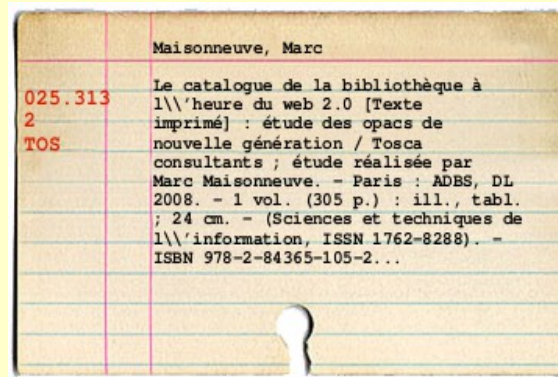 Maisonneuve, Marc
025.313
2
TOS
Le catalogue de la bibliothèque à
l\\'heure du web 2.0 [Texte
imprimé] : étude des opacs de
nouvelle génération / Tosca
consultants ; étude réalisée par
Marc Maisonneuve. - Paris : ADBS, DL
2008. - 1 vol. (305 p.) : ill., tabl.
; 24 cm. - (Sciences et techniques de
l\\'information, ISSN 1762-8288). -
ISBN 978-2-84365-105-2...